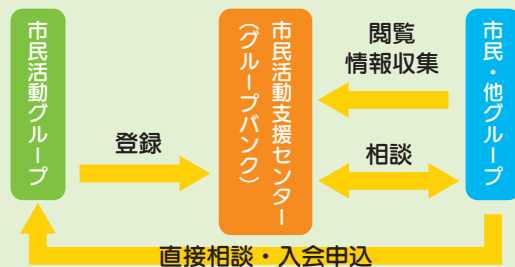 市民活動グループ
登録
市民活動支援センター
（グループバンク）
閲覧
情報収集
相談
市民・他グループ
直接相談・入会申込